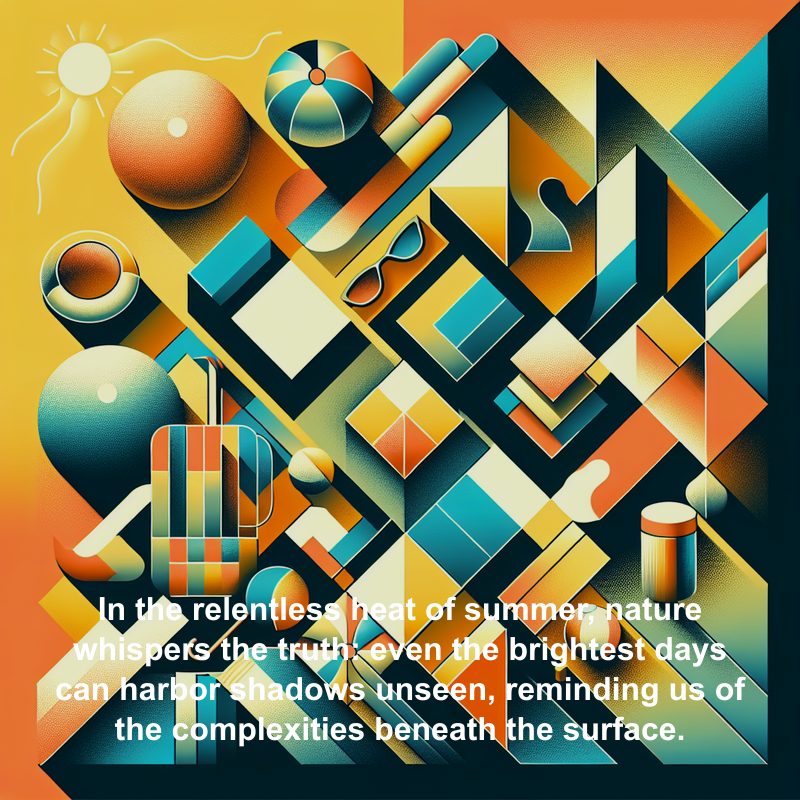 In the relentless heat of summer, nature
whispers the truth: even the brightest days
can harbor shadows unseen, reminding us of
the complexities beneath the surface.